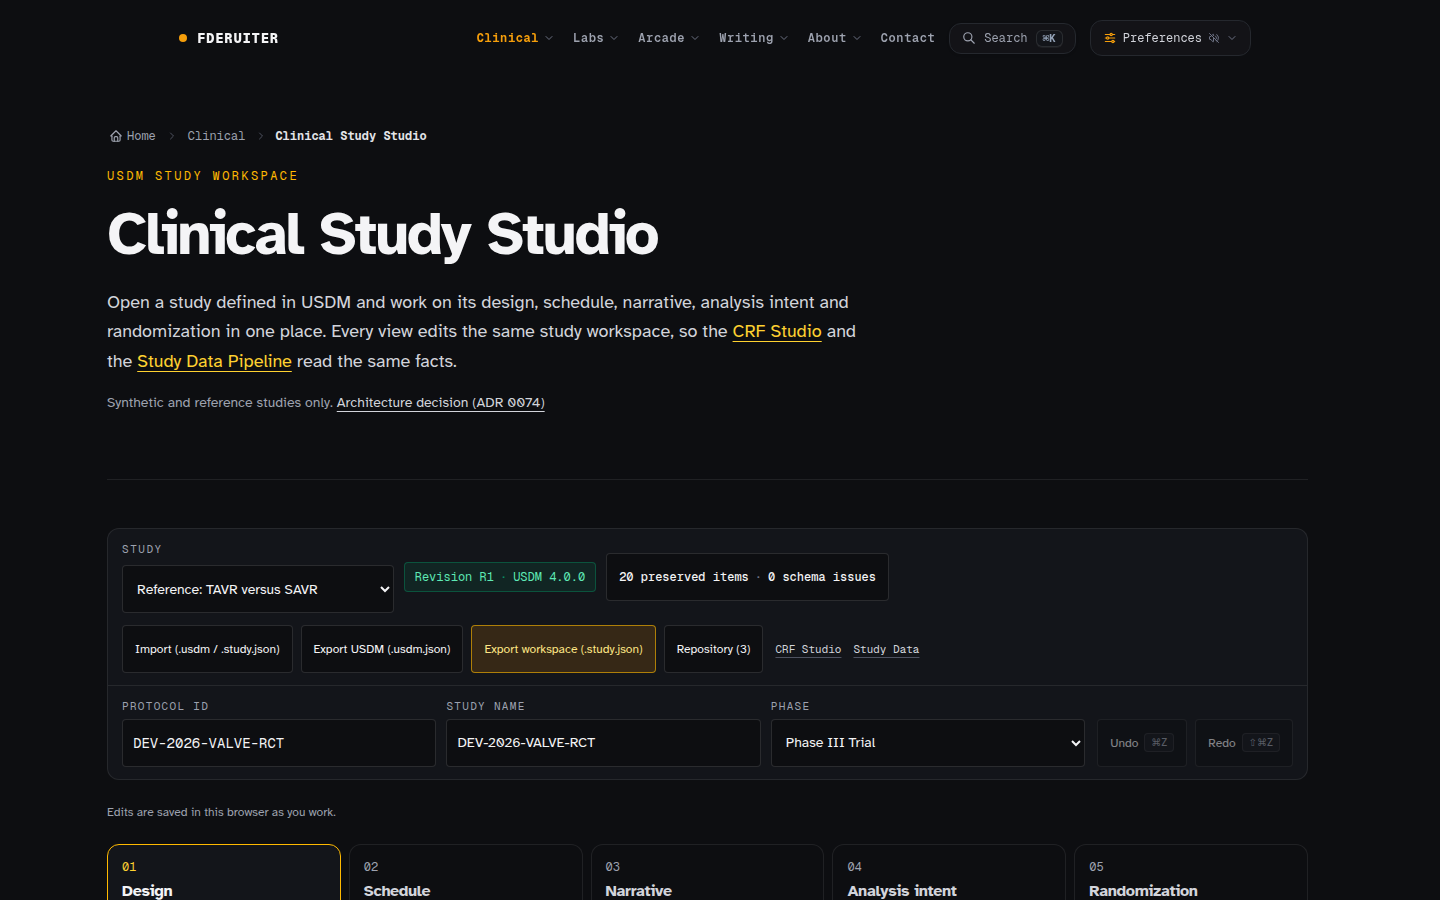 FDERUITER
Clinical Labs Arcade Writing About Contact Search ⌘K Preferences
Home Clinical Clinical Study Studio
USDM STUDY WORKSPACE
Clinical Study Studio
Open a study defined in USDM and work on its design, schedule, narrative, analysis intent and
randomization in one place. Every view edits the same study workspace, so the CRF Studio and
the Study Data Pipeline read the same facts.
Synthetic and reference studies only. Architecture decision (ADR 0074)
STUDY
Reference: TAVR versus SAVR
Revision R1 · USDM 4.0.0
20 preserved items · 0 schema issues
Import (.usdm / .study.json) Export USDM (.usdm.json) Export workspace (.study.json) Repository (3) CRF Studio Study Data
PROTOCOL ID STUDY NAME PHASE
DEV-2026-VALVE-RCT DEV-2026-VALVE-RCT Phase III Trial Undo ⌘Z Redo ⇧⌘Z
Edits are saved in this browser as you work.
01 02 03 04 05
Design Schedule Narrative Analysis intent Randomization